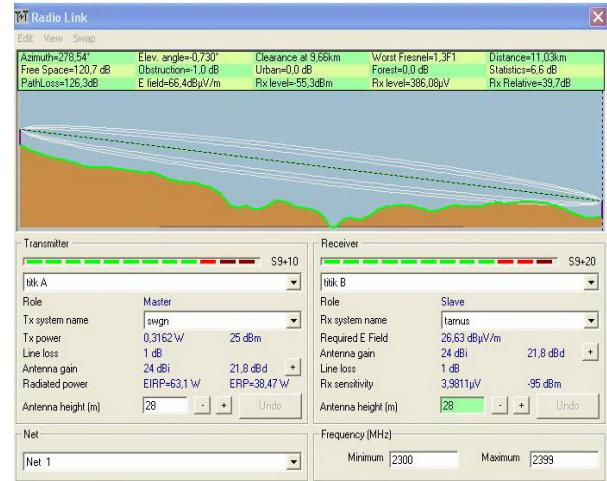 Radio Link
Edit View Swap
Azimuth=278,54° Elev. angle=-0,730° Clearance at 9,66km Worst Fresnel=1,3F1 Distance=11,03km
Free Space=120,7 dB Obstruction=-1,0 dB Urban=0,0 dB Forest=0,0 dB Statistics=6,6 dB
PathLoss=126,3dB E field=66,4dBµV/m Rx level=-55,3dBm Rx level=386,08µV Rx Relative=39,7dB
Transmitter Receiver
S9+10 S9+20
titk A titik B
Role Master Role Slave
Tx system name swgn Rx system name tarnus
Tx power 0,3162 W 25 dBm Required E Field 26,63 dBµV/m
Line loss 1 dB Antenna gain 24 dBi 21,8 dBd +
Antenna gain 24 dBi 21,8 dBd + Line loss 1 dB
Radiated power EIRP=63,1 W ERP=38,47 W Rx sensitivity 3,9811µV -95 dBm
Antenna height (m) 28 - + Undo Antenna height (m) 28 - + Undo
Net Frequency (MHz)
Net 1 Minimum 2300 Maximum 2399